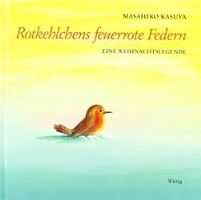 MASAHIRO KASUYA
Rotkehlchens feuerrote Federn
EINE WEIHNACHTSLEGENDE
Wittig